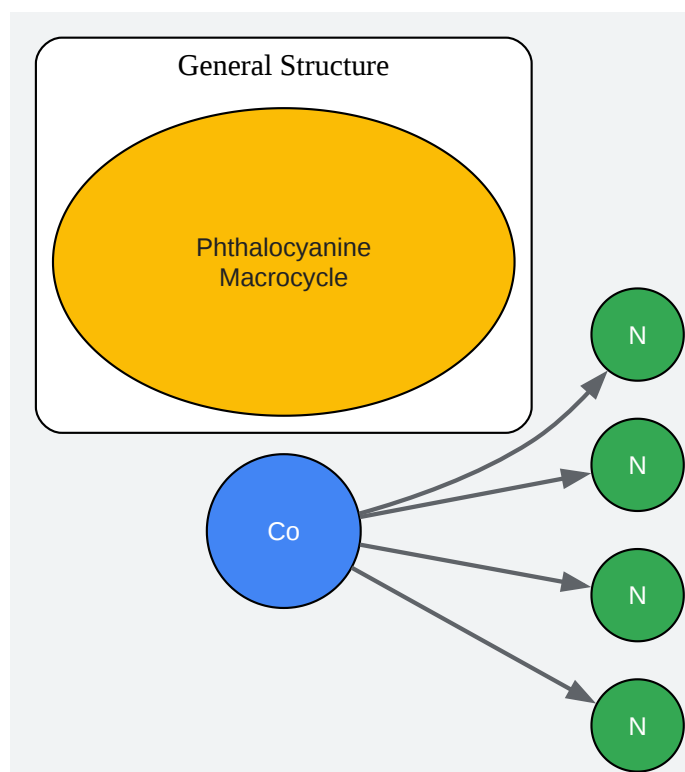 General Structure
Phthalocyanine
Macrocycle
N
N
Co
N
N